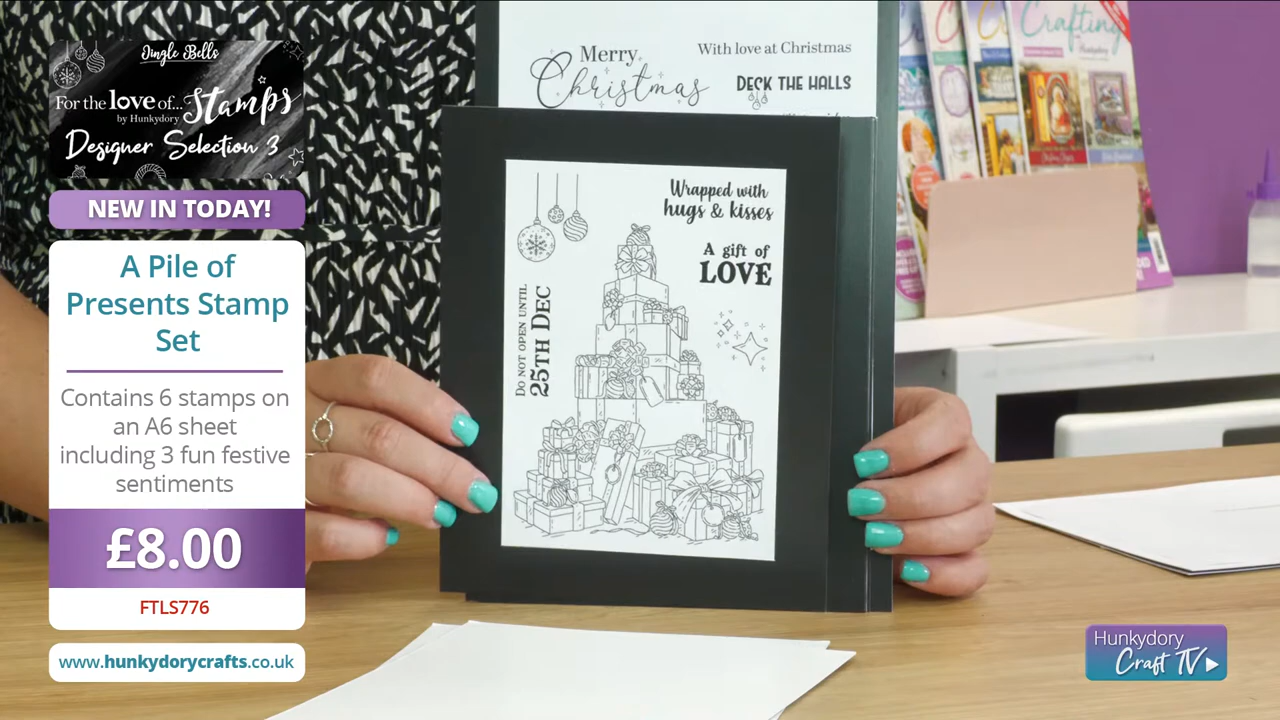 Jingle Bells
For the love of... Stamps
by Hunkydory
Designer Selection 3
NEW IN TODAY!
A Pile of
Presents Stamp
Set
Contains 6 stamps on
an A6 sheet
including 3 fun festive
sentiments
£8.00
FTLS776
www.hunkydorycrafts.co.uk
Merry
Christmas
With love at Christmas
DECK THE HALLS
Wrapped with
hugs & kisses
A gift of
LOVE
DO NOT OPEN UNTIL
25TH DEC
Crafting
Hunkydory
Craft TV